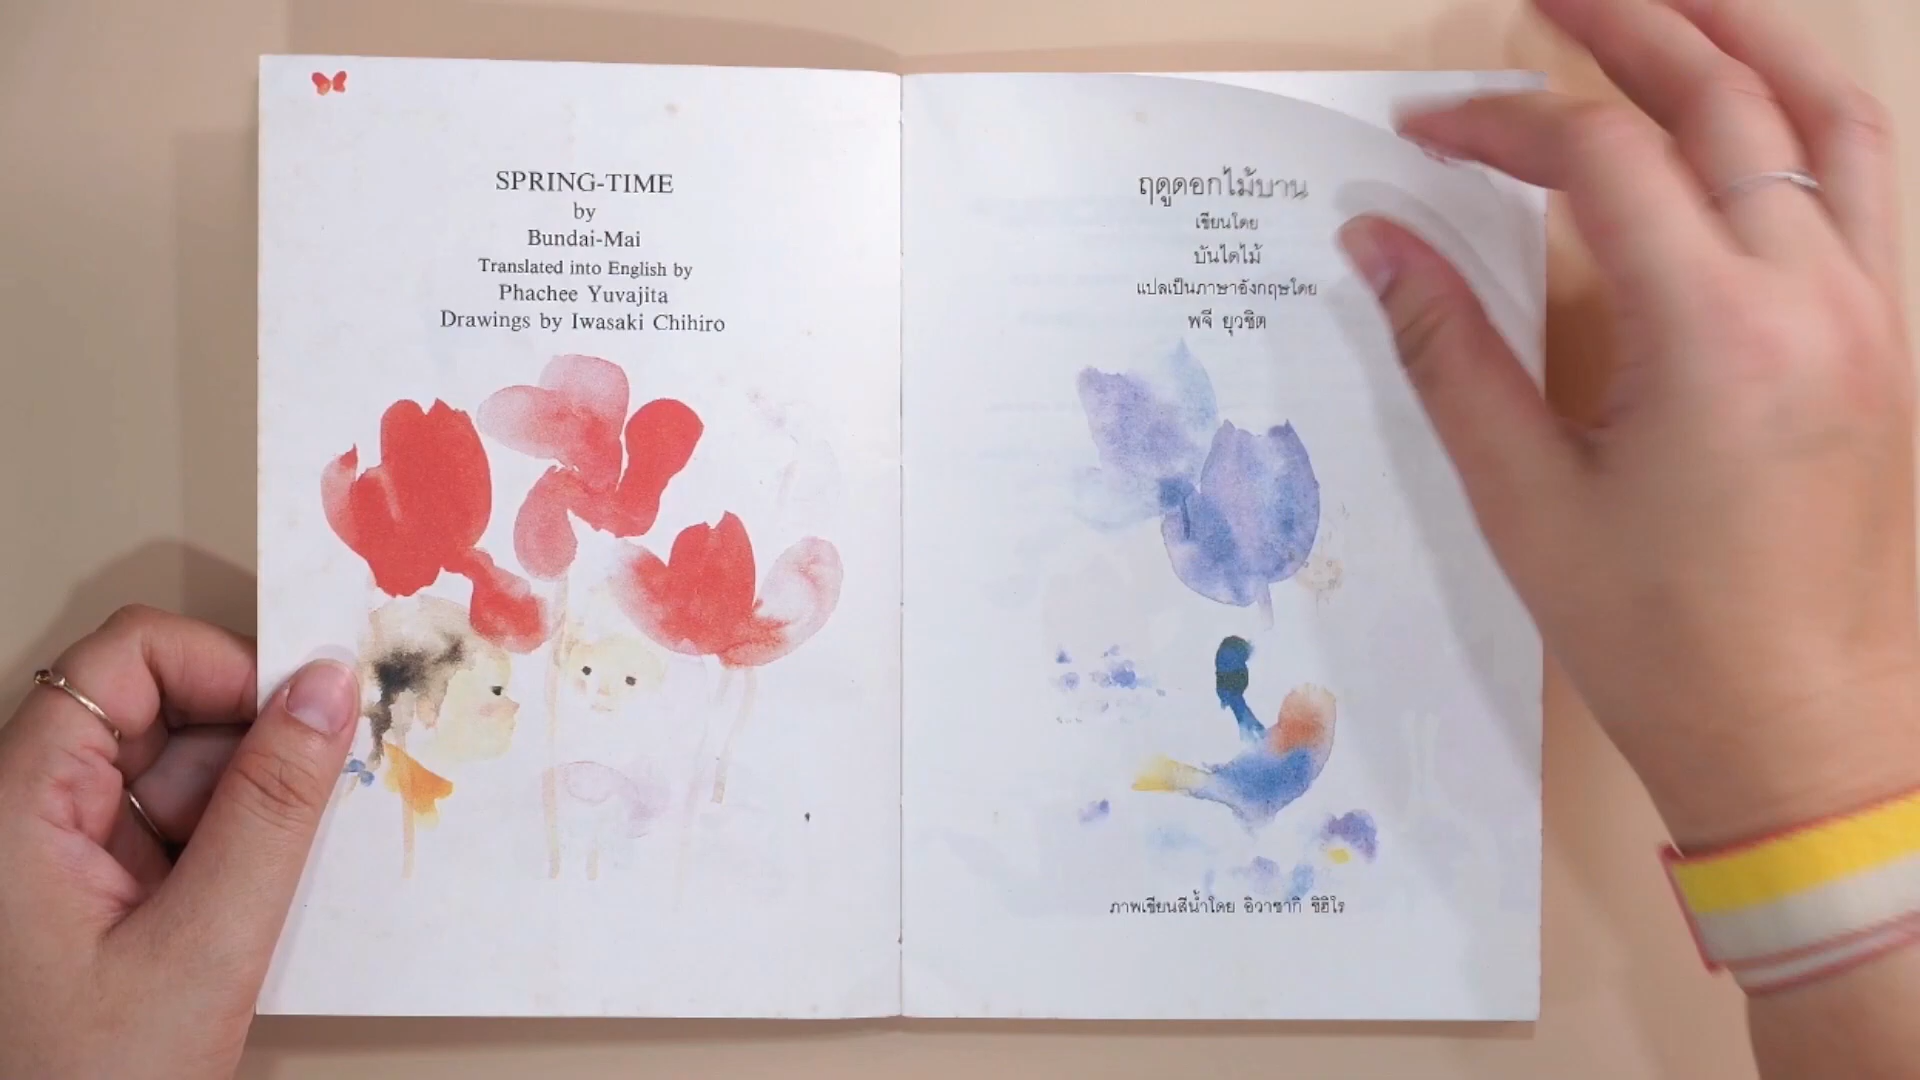 SPRING-TIME
by
Bundai-Mai
Translated into English by
Phachee Yuvajita
Drawings by Iwasaki Chihiro
ฤดูดอกไม้บาน
เขียนโดย
บันไดไม้
แปลเป็นภาษาอังกฤษโดย
พจี ยุวชิต
ภาพเขียนสีน้ำโดย อิวาซากิ ชิฮิโร